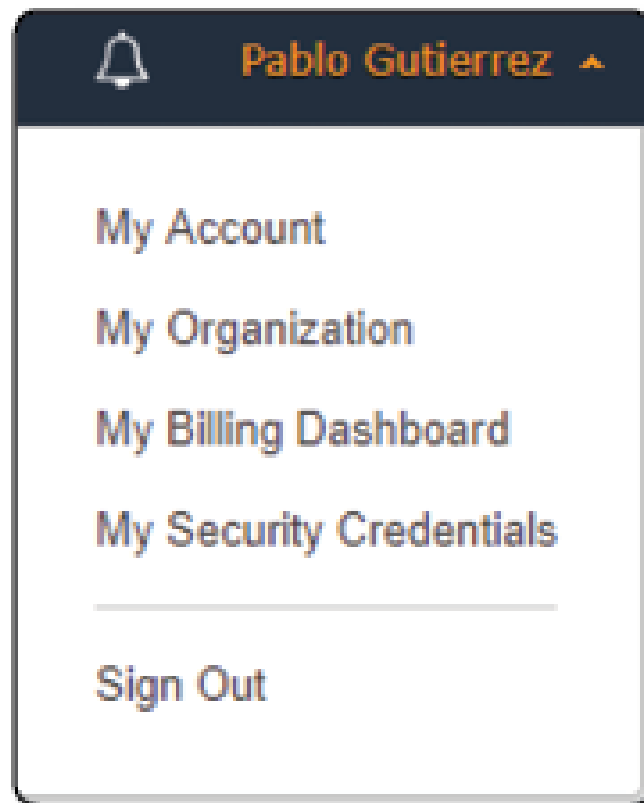 Pablo Gutierrez
My Account
My Organization
My Billing Dashboard
My Security Credentials
Sign Out